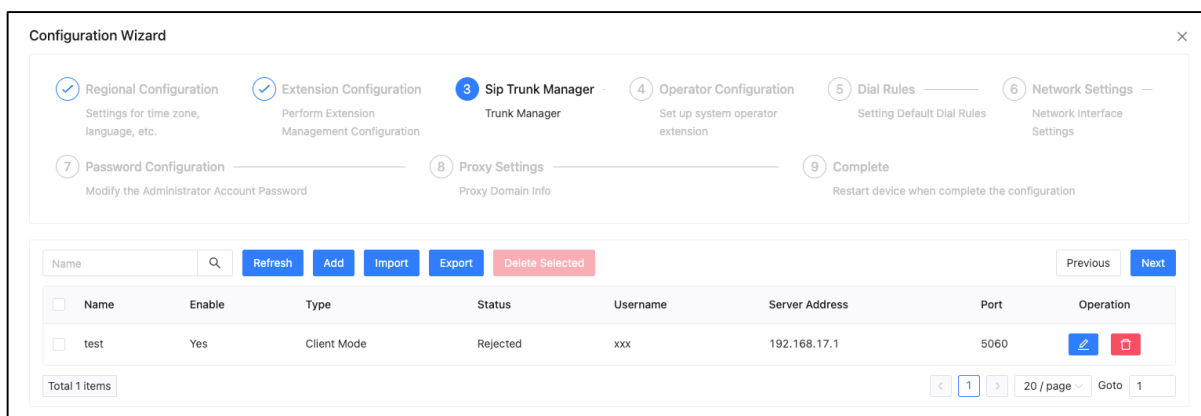 Configuration Wizard
3 Sip Trunk Manager 4 Operator Configuration 5 Dial Rules 6 Network Settings
Regional Configuration Extension Configuration
Settings for time zone, Perform Extension Trunk Manager Set up system operator Setting Default Dial Rules Network Interface
language, etc. Management Configuration extension Settings
7 Password Configuration 8 Proxy Settings 9 Complete
Modify the Administrator Account Password Proxy Domain Info Restart device when complete the configuration
Name Refresh Add Import Export Delete Selected Previous Next
Name Enable Type Status Username Server Address Port Operation
test Yes Client Mode Rejected xxx 192.168.17.1 5060
Total 1 items 1 20 / page Goto 1